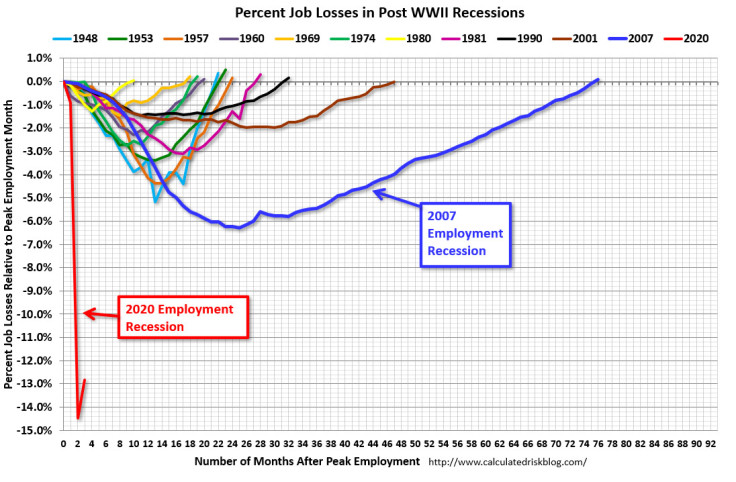 Percent Job Losses in Post WWII Recessions
1948 1953 1957 1960 1969 1974 1980 1981 1990 2001 2007 2020
Percent Job Losses Relative to Peak Employment Month
1.0%
0.0%
-1.0%
-2.0%
-3.0%
-4.0%
-5.0%
-6.0%
-7.0%
-8.0%
-9.0%
-10.0%
-11.0%
-12.0%
-13.0%
-14.0%
-15.0%
2007
Employment
Recession
2020 Employment
Recession
0 2 4 6 8 10 12 14 16 18 20 22 24 26 28 30 32 34 36 38 40 42 44 46 48 50 52 54 56 58 60 62 64 66 68 70 72 74 76 78 80 82 84 86 88 90 92
Number of Months After Peak Employment http://www.calculatedriskblog.com/